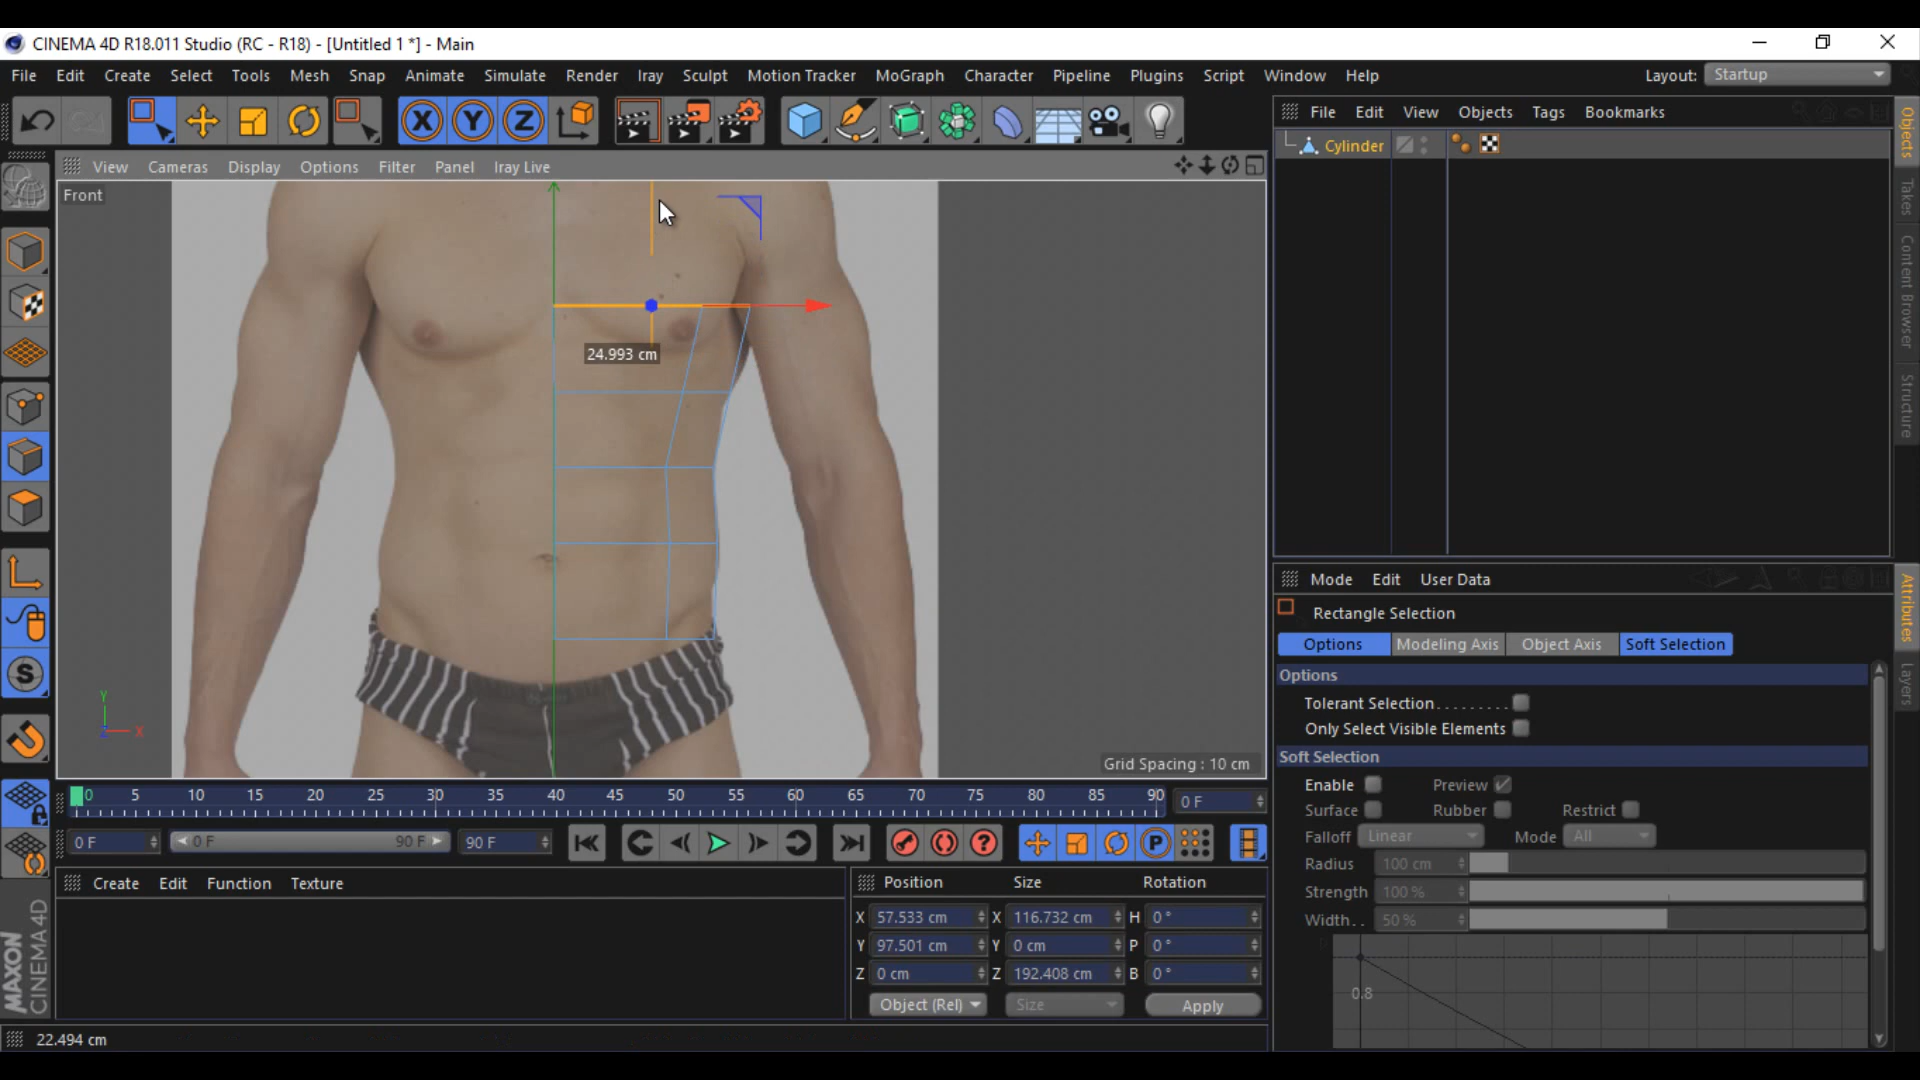 CINEMA 4D R18.011 Studio (RC - R18) - [Untitled 1 *] - Main
File Edit Create Select Tools Mesh Snap Animate Simulate Render Iray Sculpt Motion Tracker MoGraph Character Pipeline Plugins Script Window Help Layout: Startup
X Y Z
File Edit View Objects Tags Bookmarks
Objects
Takes
Content Browser
Structure
Cylinder
View Cameras Display Options Filter Panel Iray Live
Front
24.993 cm
Y
Z X
Grid Spacing : 10 cm
Mode Edit User Data
Attributes
Layers
Rectangle Selection
Options Modeling Axis Object Axis Soft Selection
Options
Tolerant Selection.........
Only Select Visible Elements
Soft Selection
Enable Preview
Surface Rubber Restrict
Falloff Linear Mode All
Radius 100 cm
Strength 100 %
Width.. 50 %
0.8
0 5 10 15 20 25 30 35 40 45 50 55 60 65 70 75 80 85 90 0 F
0 F 0 F 90 F 90 F
P
Create Edit Function Texture
Position Size Rotation
X 57.533 cm X 116.732 cm H 0 °
Y 97.501 cm Y 0 cm P 0 °
Z 0 cm Z 192.408 cm B 0 °
Object (Rel) Size Apply
MAXON
CINEMA 4D
22.494 cm